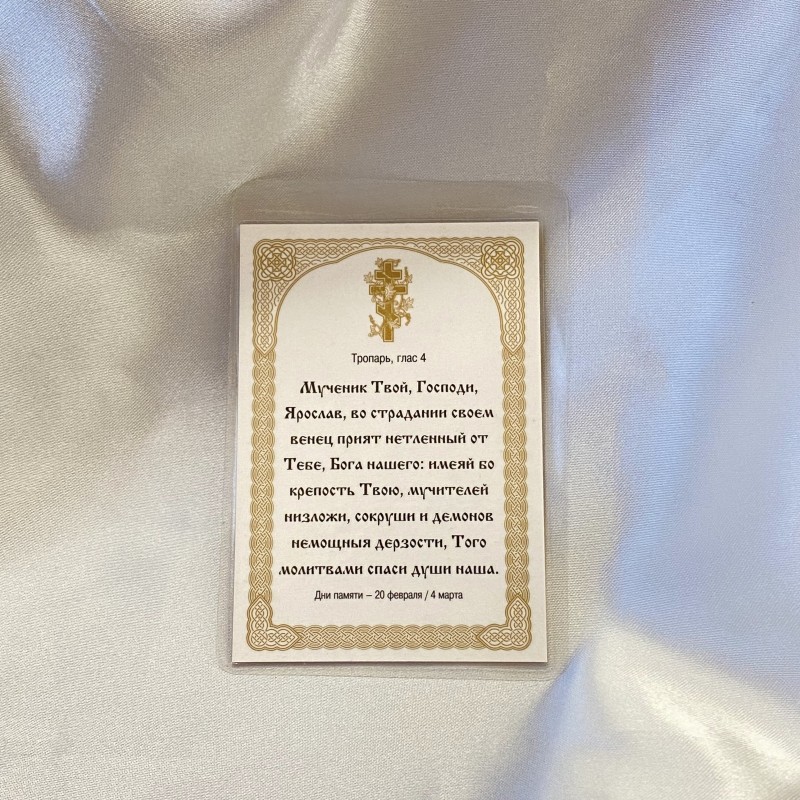 Тропарь, глас 4
Мученик Твой, Господи,
Ярослав, во страдании своем
венец прият нетленный от
Тебе, Бога нашего: имеяй бо
крепость Твою, мучителей
низложи, сокруши и демонов
немощныя дерзости, Того
молитвами спаси души наша.
Дни памяти – 20 февраля / 4 марта